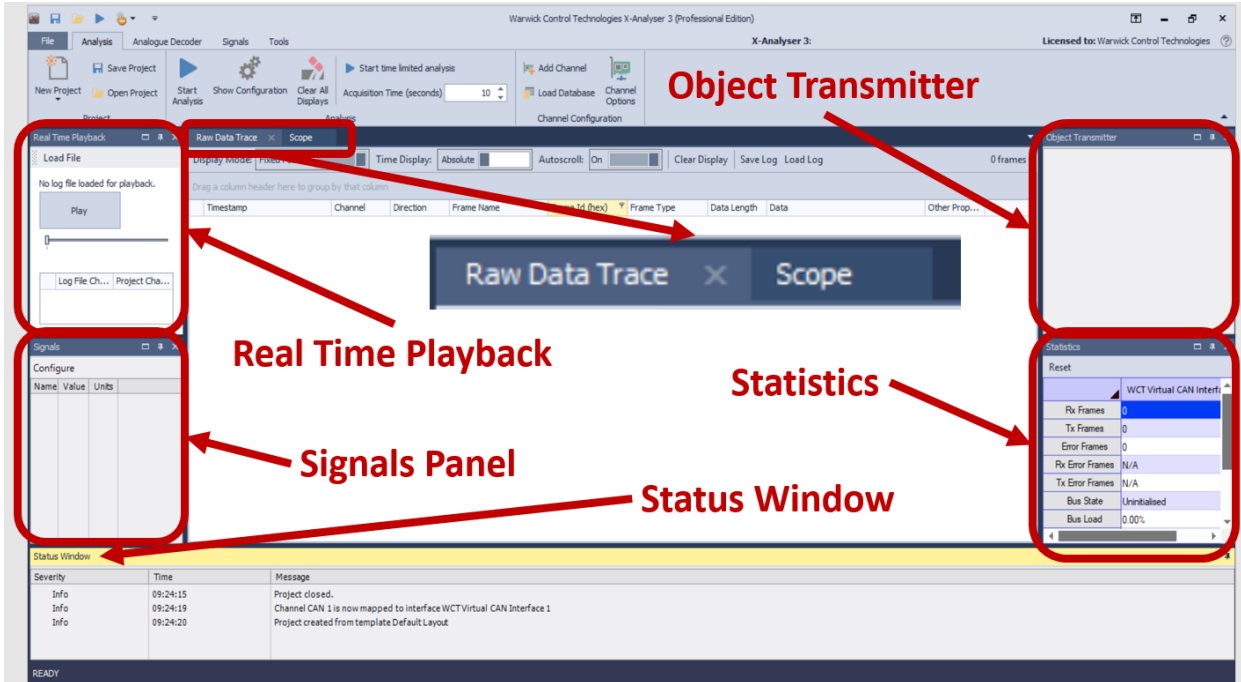 Warwick Control Technologies X-Analyser 3 (Professional Edition)
File Analysis Analogue Decoder Signals Tools
X-Analyser 3:
Licensed to: Warwick Control Technologies
New Project
Save Project
Open Project
Project
Start Analysis
Show Configuration
Clear All Displays
Start time limited analysis
Acquisition Time (seconds) 10
Analysis
Add Channel
Load Database
Channel Options
Channel Configuration
Object Transmitter
Real Time Playback
Load File
No log file loaded for playback.
Play
Log File Ch... Project Cha...
Raw Data Trace Scope
Display Mode: Time Display: Absolute Autoscroll: On Clear Display Save Log Load Log 0 frames
Drag a column header here to group by that column
Timestamp Channel Direction Frame Name Id (hex) Frame Type Data Length Data Other Prop...
Raw Data Trace Scope
Object Transmitter
Real Time Playback
Statistics
Signals Panel
Status Window
Signals
Configure
Name Value Units
Statistics
Reset
WCT Virtual CAN Interfa
Rx Frames 0
Tx Frames 0
Error Frames 0
Rx Error Frames N/A
Tx Error Frames N/A
Bus State Uninitialised
Bus Load 0.00%
Status Window
Severity Time Message
Info 09:24:15 Project closed.
Info 09:24:19 Channel CAN 1 is now mapped to interface WCT Virtual CAN Interface 1
Info 09:24:20 Project created from template Default Layout
READY